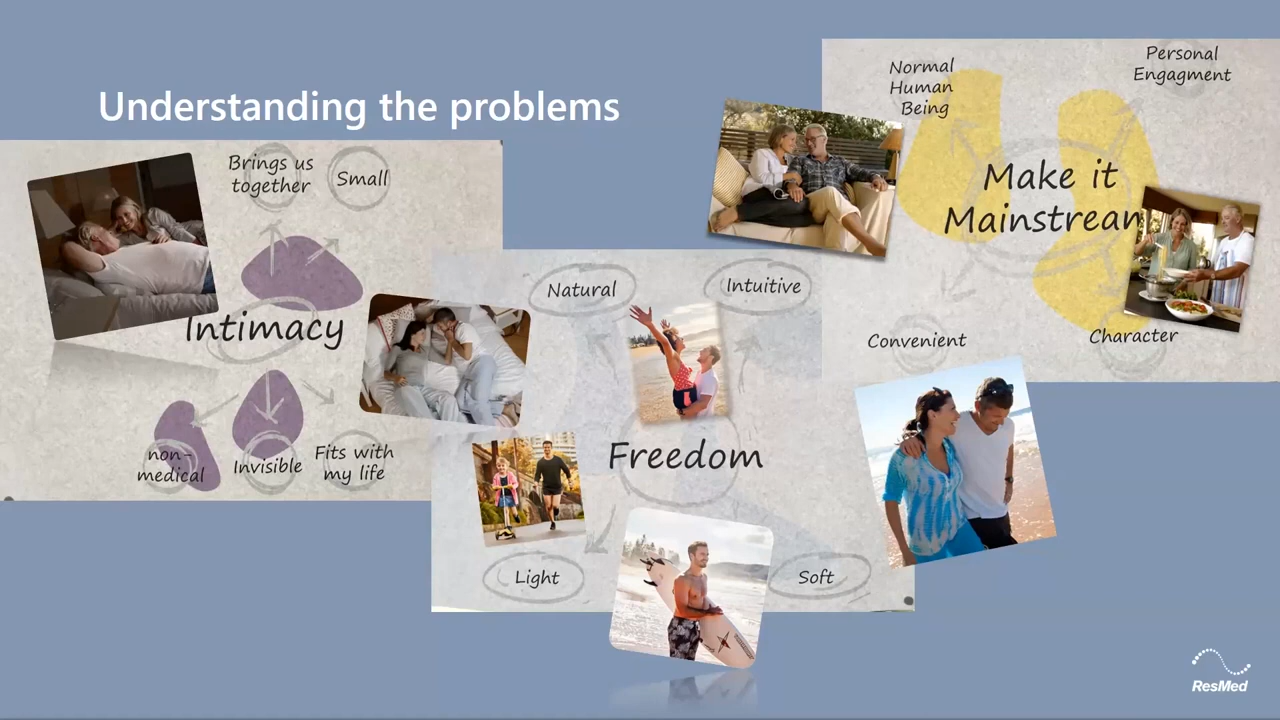 Understanding the problems
Brings us
together
Small
Intimacy
non-
medical
Invisible
Fits with
my life
Natural
Intuitive
Freedom
Light
Soft
Normal
Human
Being
Personal
Engagment
Make it
Mainstream
Convenient
Character
ResMed